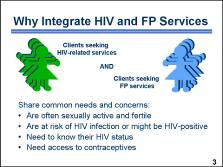 Why Integrate HIV and FP Services
Clients seeking
HIV-related services
AND
Clients seeking
FP services
Share common needs and concerns:
• Are often sexually active and fertile
• Are at risk of HIV infection or might be HIV-positive
• Need to know their HIV status
• Need access to contraceptives
3